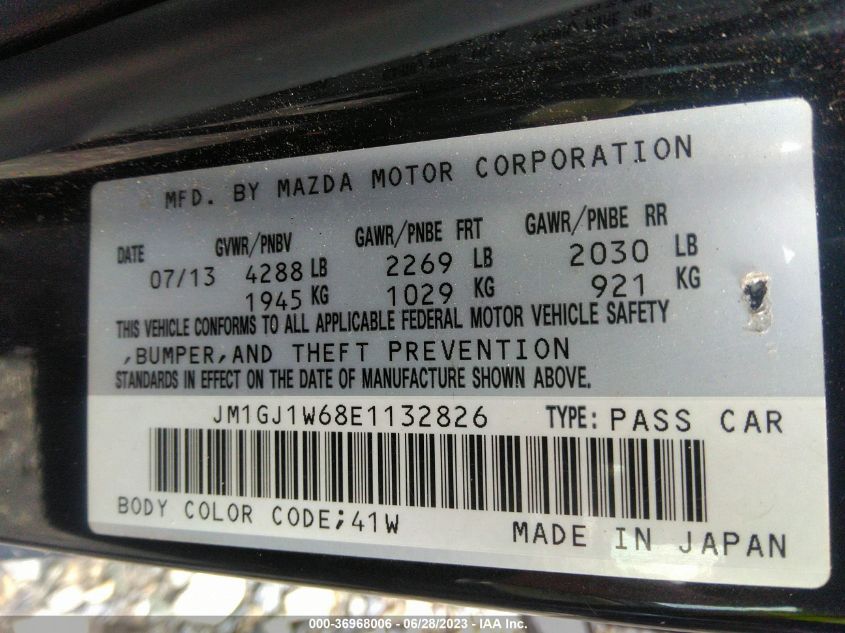 MFD. BY MAZDA MOTOR CORPORATION
DATE GVWR/PNBV GAWR/PNBE FRT GAWR/PNBE RR
07/13 4288 LB 2269 LB 2030 LB
1945 KG 1029 KG 921 KG
THIS VEHICLE CONFORMS TO ALL APPLICABLE FEDERAL MOTOR VEHICLE SAFETY
,BUMPER,AND THEFT PREVENTION
STANDARDS IN EFFECT ON THE DATE OF MANUFACTURE SHOWN ABOVE.
JM1GJ1W68E1132826 TYPE: PASS CAR
BODY COLOR CODE;41W MADE IN JAPAN
000-36968006 - 06/28/2023 - IAA Inc.